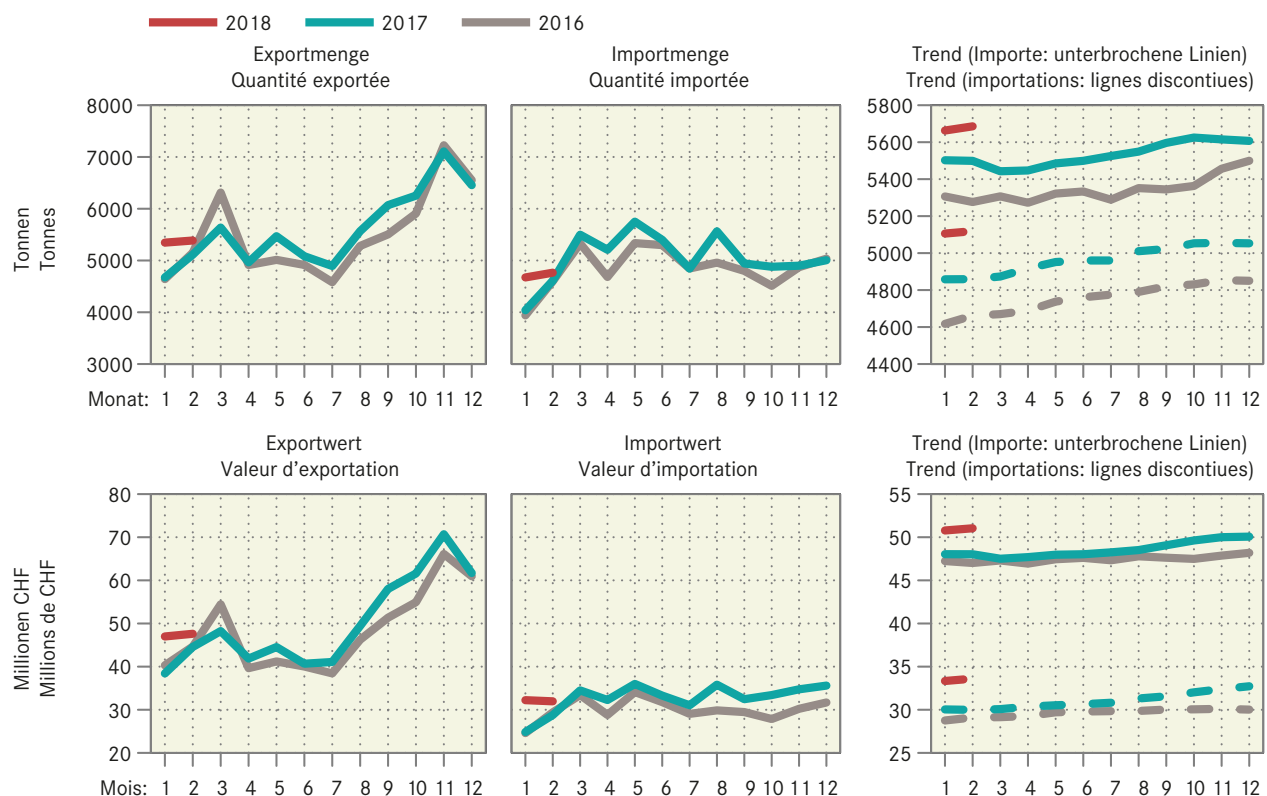 2018 2017 2016
Exportmenge
Quantité exportée
Importmenge
Quantité importée
Trend (Importe: unterbrochene Linien)
Trend (importations: lignes discontiues)
Tonnen
Tonnes
8000
7000
6000
5000
4000
3000
5800
5600
5400
5200
5000
4800
4600
4400
Monat: 1 2 3 4 5 6 7 8 9 10 11 12
1 2 3 4 5 6 7 8 9 10 11 12
1 2 3 4 5 6 7 8 9 10 11 12
Exportwert
Valeur d'exportation
Importwert
Valeur d'importation
Trend (Importe: unterbrochene Linien)
Trend (importations: lignes discontiues)
Millionen CHF
Millions de CHF
80
70
60
50
40
30
20
55
50
45
40
35
30
25
Mois: 1 2 3 4 5 6 7 8 9 10 11 12
1 2 3 4 5 6 7 8 9 10 11 12
1 2 3 4 5 6 7 8 9 10 11 12